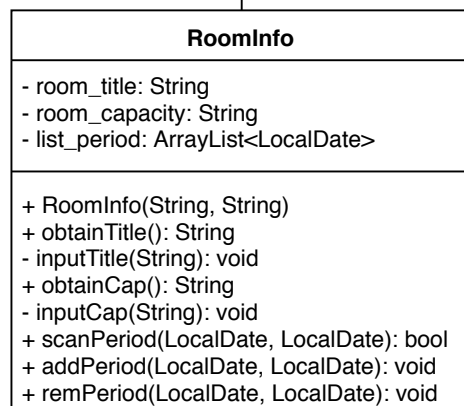 RoomInfo
- room_title: String
- room_capacity: String
- list_period: ArrayList<LocalDate>
+ RoomInfo(String, String)
+ obtainTitle(): String
- inputTitle(String): void
+ obtainCap(): String
- inputCap(String): void
+ scanPeriod(LocalDate, LocalDate): bool
+ addPeriod(LocalDate, LocalDate): void
+ remPeriod(LocalDate, LocalDate): void